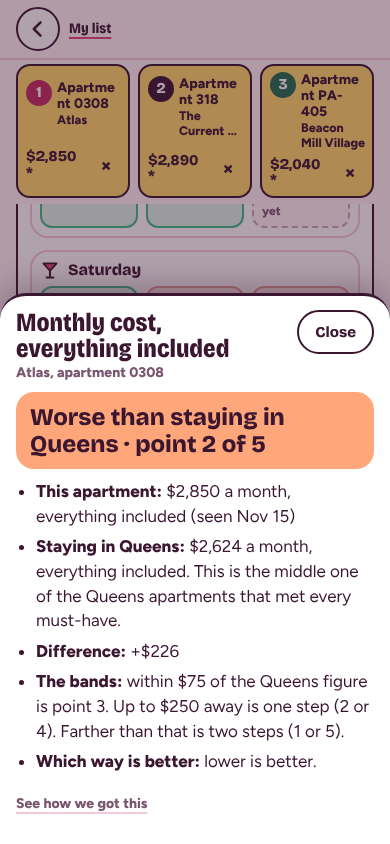 My list
1
Apartme
nt 0308
Atlas
$2,850
*
×
2
Apartme
nt 318
The
Current ...
$2,890
*
×
3
Apartme
nt PA-
405
Beacon
Mill Village
$2,040
*
×
yet
Saturday
Monthly cost,
everything included
Close
Atlas, apartment 0308
Worse than staying in
Queens · point 2 of 5
• This apartment: $2,850 a month,
everything included (seen Nov 15)
• Staying in Queens: $2,624 a month,
everything included. This is the middle one
of the Queens apartments that met every
must-have.
• Difference: +$226
• The bands: within $75 of the Queens figure
is point 3. Up to $250 away is one step (2 or
4). Farther than that is two steps (1 or 5).
• Which way is better: lower is better.
See how we got this